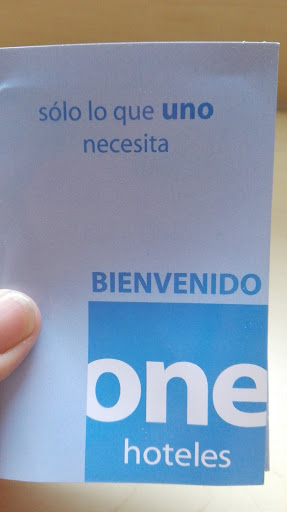 sólo lo que uno
necesita
BIENVENIDO
one
hoteles